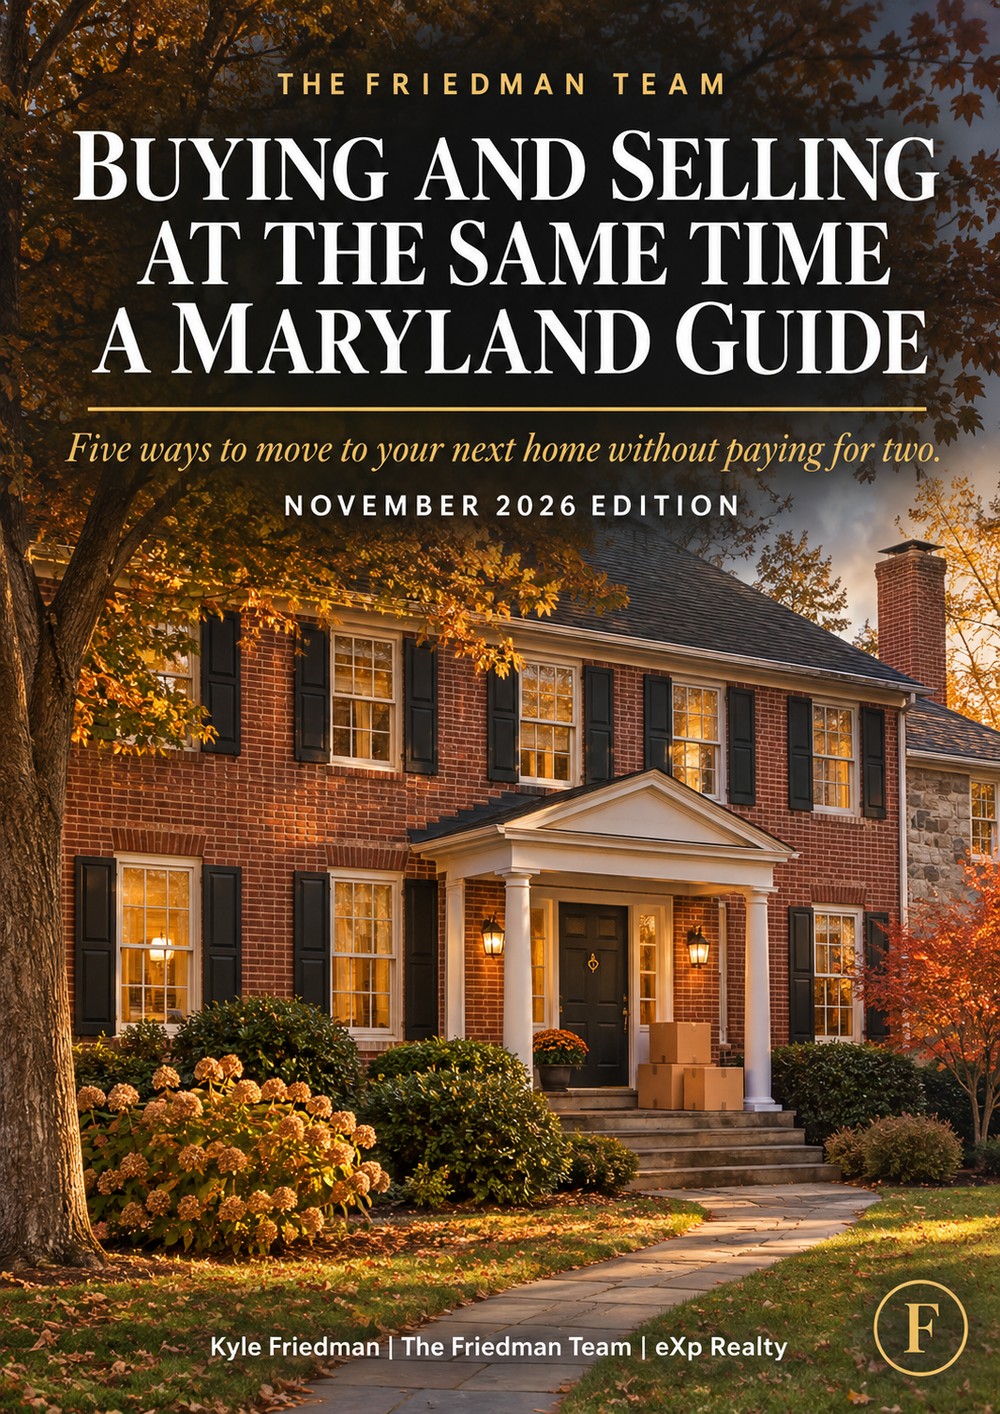 THE FRIEDMAN TEAM
BUYING AND SELLING
AT THE SAME TIME
A MARYLAND GUIDE
Five ways to move to your next home without paying for two.
NOVEMBER 2026 EDITION
Kyle Friedman | The Friedman Team | eXp Realty
F